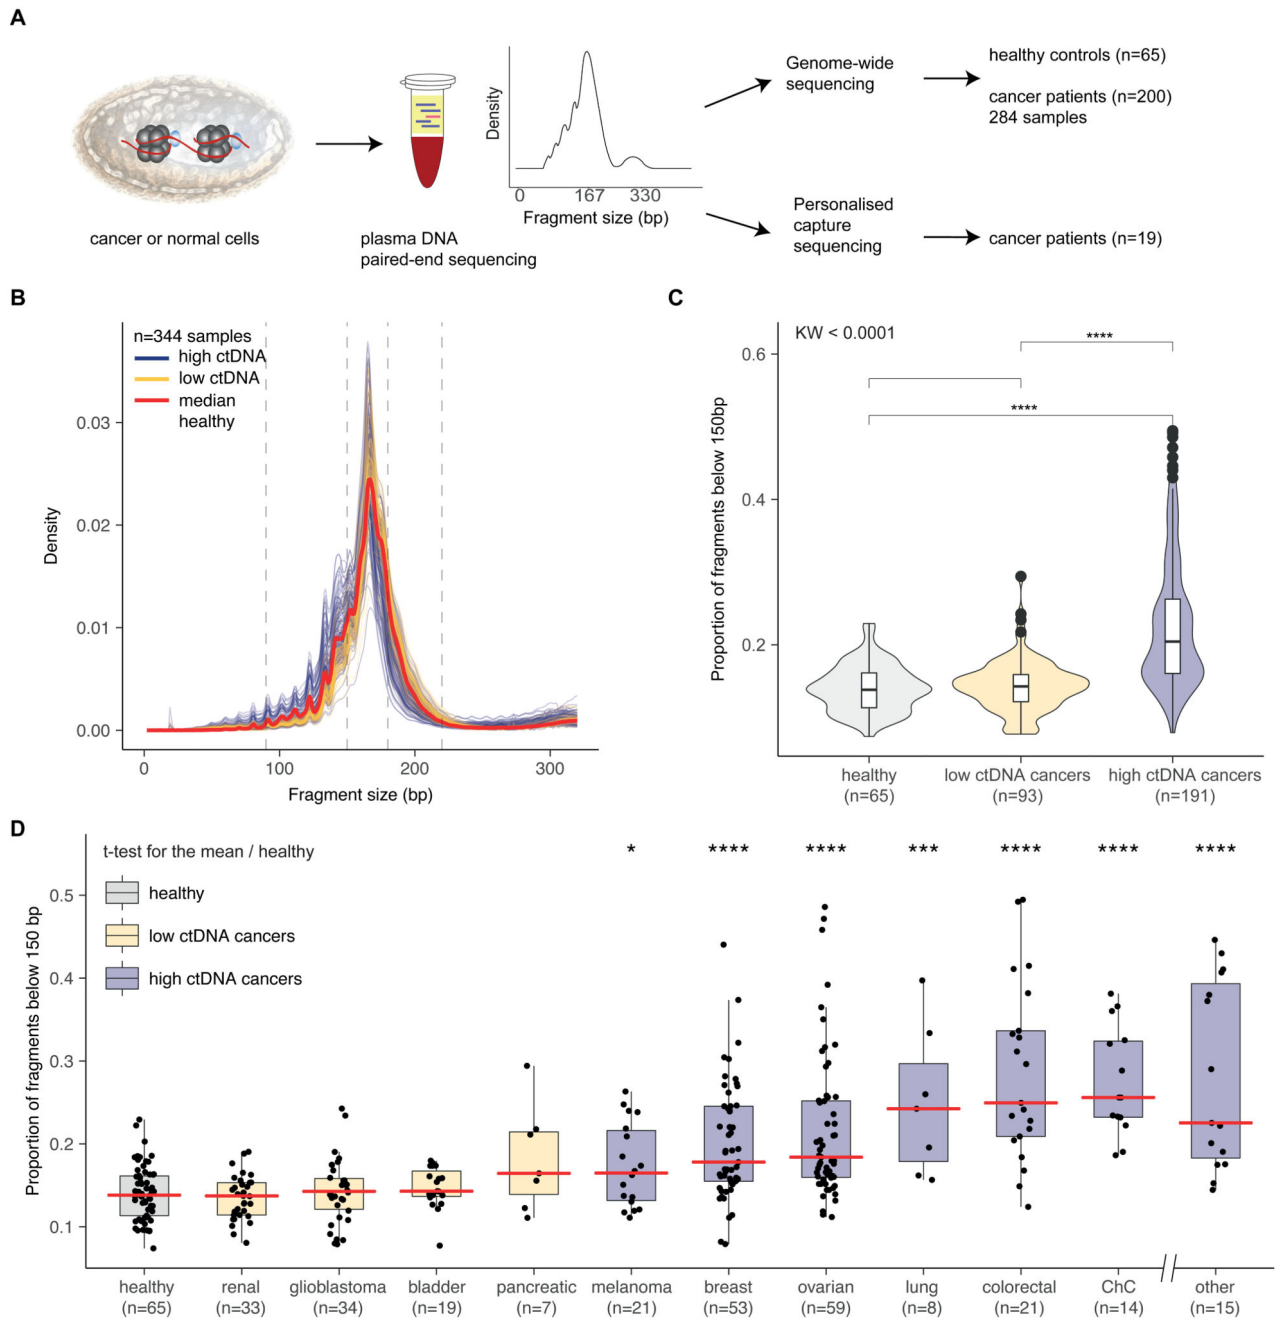 A
cancer or normal cells
plasma DNA
paired-end sequencing
Density
0 167 330
Fragment size (bp)
Genome-wide
sequencing
healthy controls (n=65)
cancer patients (n=200)
284 samples
Personalised
capture
sequencing
cancer patients (n=19)
B
n=344 samples
high ctDNA
low ctDNA
median
healthy
Density
0.03
0.02
0.01
0.00
0 100 200 300
Fragment size (bp)
C
KW < 0.0001
****
****
Proportion of fragments below 150bp
0.6
0.4
0.2
healthy low ctDNA cancers high ctDNA cancers
(n=65) (n=93) (n=191)
D
t-test for the mean / healthy
healthy
low ctDNA cancers
high ctDNA cancers
* **** **** *** **** **** ****
Proportion of fragments below 150 bp
0.5
0.4
0.3
0.2
0.1
healthy renal glioblastoma bladder pancreatic melanoma breast ovarian lung colorectal ChC other
(n=65) (n=33) (n=34) (n=19) (n=7) (n=21) (n=53) (n=59) (n=8) (n=21) (n=14) (n=15)